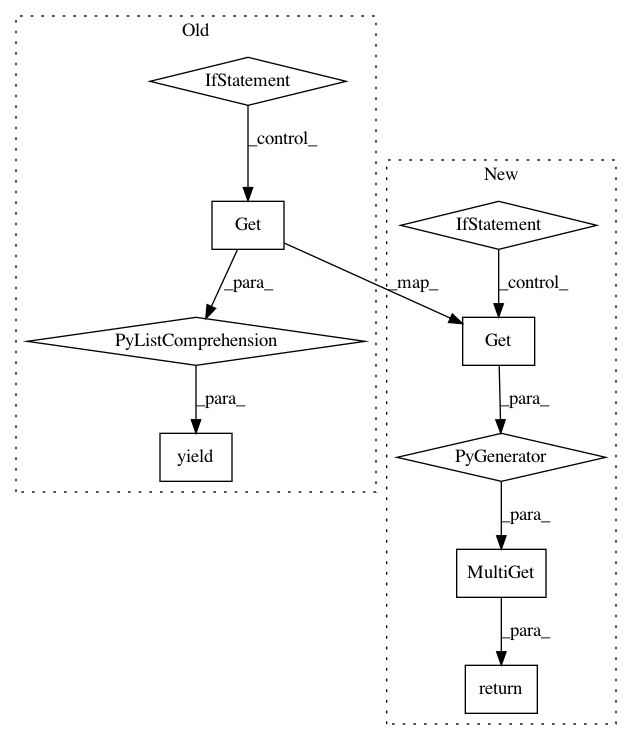 Old
IfStatement
_control_
New
Get
IfStatement
_para_
_map_
_control_
PyListComprehension
Get
_para_
_para_
yield
PyGenerator
_para_
MultiGet
_para_
return